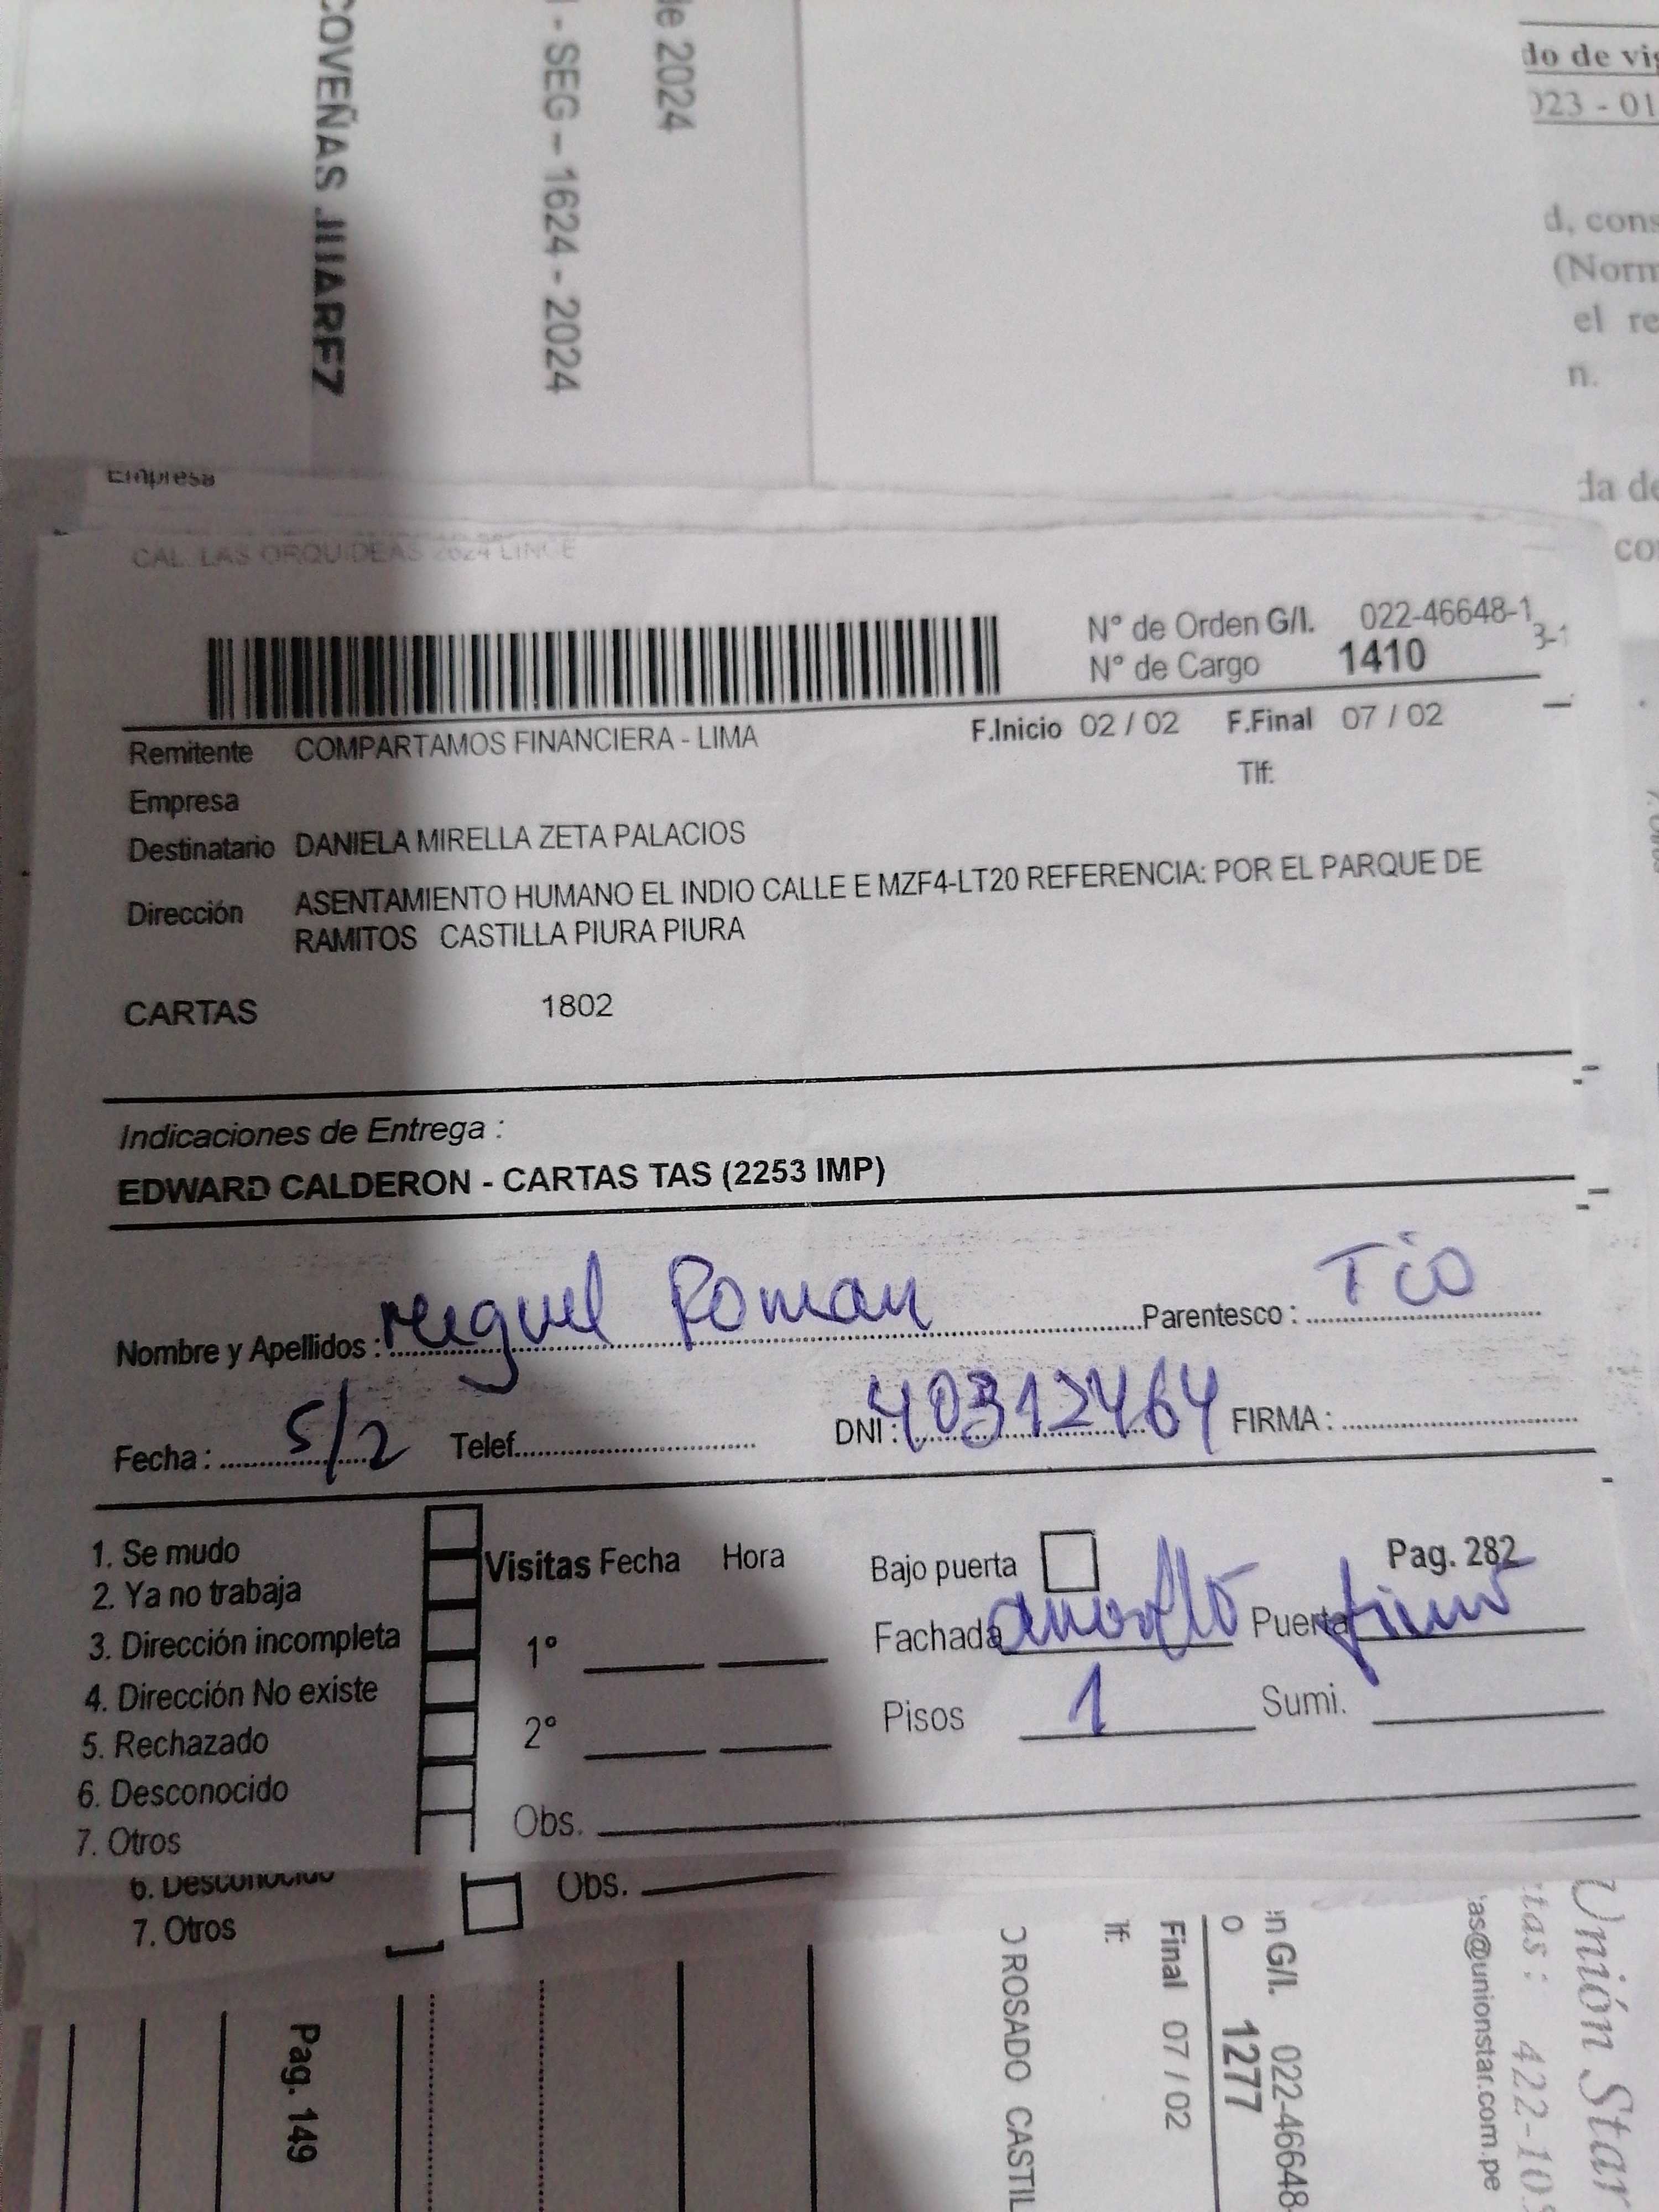 COVEÑAS JUAREZ
- SEG – 1624 - 2024
de 2024
do de
023 - 01
d, cons
(Norm
el re
n.
da de
Empresa
CAL. LAS ORQUIDEAS 2624 LINCE
N° de Orden G/I. 022-46648-1
3-1
N° de Cargo 1410
Remitente COMPARTAMOS FINANCIERA - LIMA F.Inicio 02 / 02 F.Final 07 / 02
Empresa Tlf:
Destinatario DANIELA MIRELLA ZETA PALACIOS
Dirección ASENTAMIENTO HUMANO EL INDIO CALLE E MZF4-LT20 REFERENCIA: POR EL PARQUE DE
RAMITOS CASTILLA PIURA PIURA
CARTAS 1802
Indicaciones de Entrega :
EDWARD CALDERON - CARTAS TAS (2253 IMP)
Nombre y Apellidos : Miguel Roman Parentesco : Tio
Fecha : 5/2 Telef. DNI : 40312464 FIRMA :
1. Se mudo
2. Ya no trabaja
3. Dirección incompleta
4. Dirección No existe
5. Rechazado
6. Desconocido
7. Otros
Visitas Fecha Hora
1°
2°
Obs.
Bajo puerta Pag. 282
Fachada Puerta fierro
Pisos 1 Sumi.
6. Desconocido Obs.
7. Otros
Pag. 149
O ROSADO CASTIL
lf:
Final 07 / 02
o 1277
n G/I. 022-46648-
as@unionstar.com.pe
tas : 422-10
Unión Star